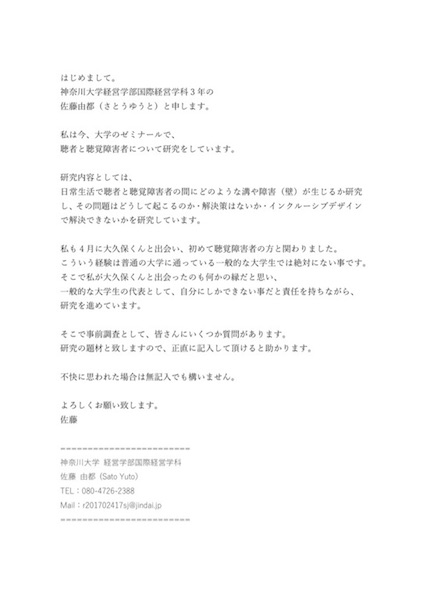 はじめまして。
神奈川大学経営学部国際経営学科３年の
佐藤由都（さとうゆうと）と申します。
私は今、大学のゼミナールで、
聴者と聴覚障害者について研究をしています。
研究内容としては、
日常生活で聴者と聴覚障害者の間にどのような溝や障害（壁）が生じるか研究
し、その問題はどうして起こるのか・解決策はないか・インクルーシブデザイン
で解決できないかを研究しています。
私も４月に大久保くんと出会い、初めて聴覚障害者の方と関わりました。
こういう経験は普通の大学に通っている一般的な大学生では絶対にない事です。
そこで私が大久保くんと出会ったのも何かの縁だと思い、
一般的な大学生の代表として、自分にしかできない事だと責任を持ちながら、
研究を進めています。
そこで事前調査として、皆さんにいくつか質問があります。
研究の題材と致しますので、正直に記入して頂けると助かります。
不快に思われた場合は無記入でも構いません。
よろしくお願い致します。
佐藤
========================
神奈川大学 経営学部国際経営学科
佐藤 由都（Sato Yuto）
TEL：080-4726-2388
Mail：r201702417sj@jindai.jp
========================